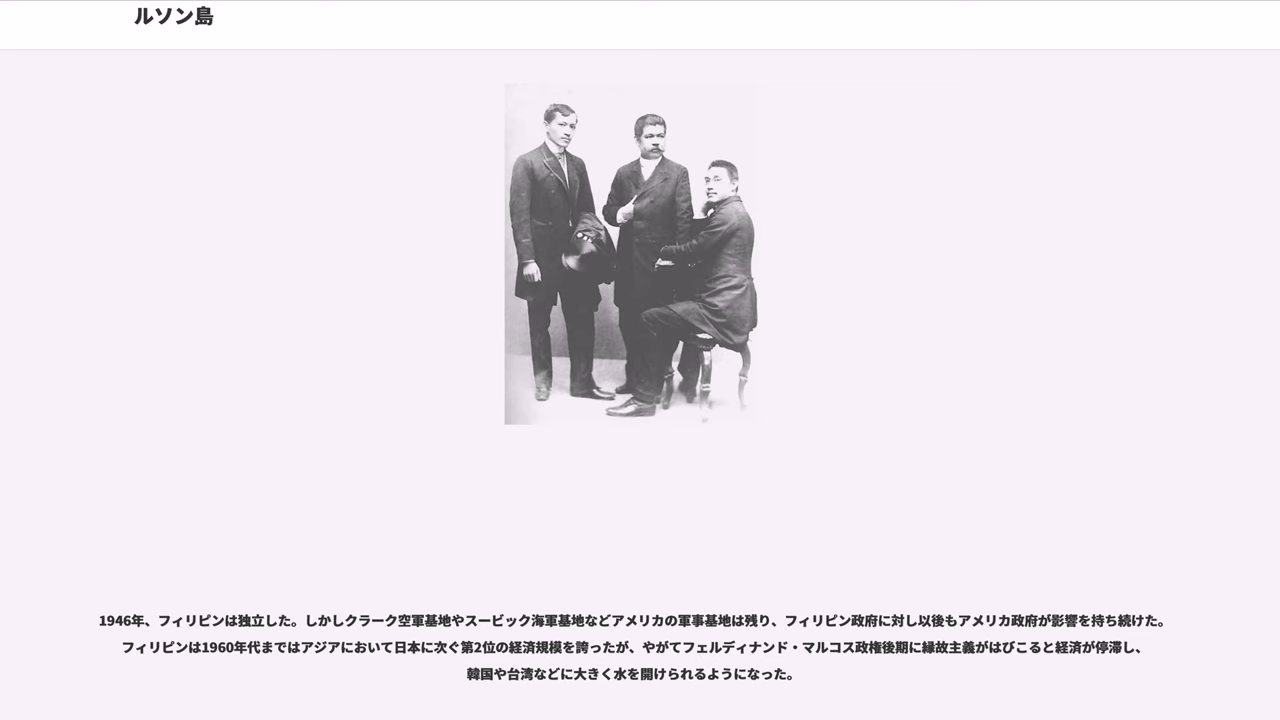 ルソン島
1946年、フィリピンは独立した。しかしクラーク空軍基地やスービック海軍基地などアメリカの軍事基地は残り、フィリピン政府に対し以後もアメリカ政府が影響を持ち続けた。
フィリピンは1960年代まではアジアにおいて日本に次ぐ第2位の経済規模を誇ったが、やがてフェルディナンド・マルコス政権後期に縁故主義がはびこると経済が停滞し、
韓国や台湾などに大きく水を開けられるようになった。